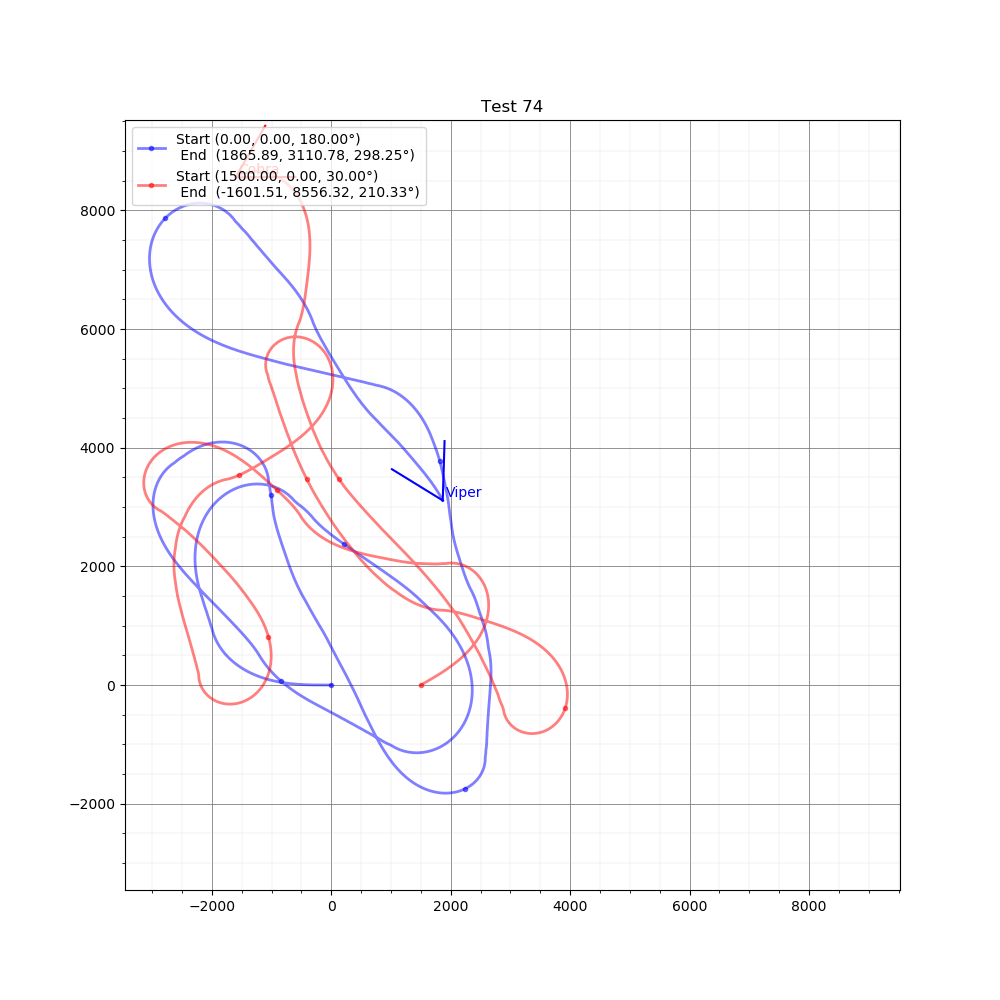 Test 74
Start (0.00, 0.00, 180.00°)
End (1865.89, 3110.78, 298.25°)
Start (1500.00, 0.00, 30.00°)
End (-1601.51, 8556.32, 210.33°)
Cobra
Viper
8000
6000
4000
2000
0
−2000
−2000
0
2000
4000
6000
8000